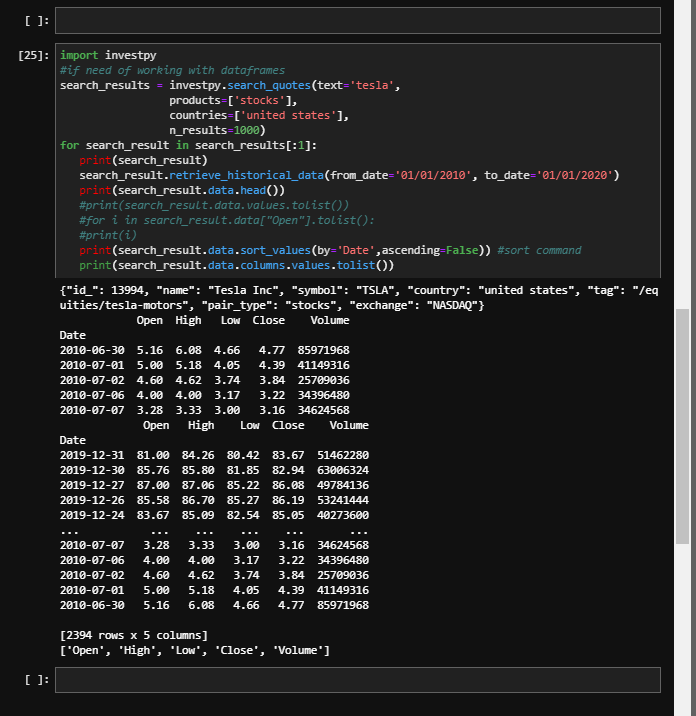 [ ]:
[25]: import investpy
#if need of working with dataframes
search_results = investpy.search_quotes(text='tesla',
products=['stocks'],
countries=['united states'],
n_results=1000)
for search_result in search_results[:1]:
print(search_result)
search_result.retrieve_historical_data(from_date='01/01/2010', to_date='01/01/2020')
print(search_result.data.head())
#print(search_result.data.values.tolist())
#for i in search_result.data["Open"].tolist():
#print(i)
print(search_result.data.sort_values(by='Date',ascending=False)) #sort command
print(search_result.data.columns.values.tolist())
{"id_": 13994, "name": "Tesla Inc", "symbol": "TSLA", "country": "united states", "tag": "/eq
uities/tesla-motors", "pair_type": "stocks", "exchange": "NASDAQ"}
Open High Low Close Volume
Date
2010-06-30 5.16 6.08 4.66 4.77 85971968
2010-07-01 5.00 5.18 4.05 4.39 41149316
2010-07-02 4.60 4.62 3.74 3.84 25709036
2010-07-06 4.00 4.00 3.17 3.22 34396480
2010-07-07 3.28 3.33 3.00 3.16 34624568
Open High Low Close Volume
Date
2019-12-31 81.00 84.26 80.42 83.67 51462280
2019-12-30 85.76 85.80 81.85 82.94 63006324
2019-12-27 87.00 87.06 85.22 86.08 49784136
2019-12-26 85.58 86.70 85.27 86.19 53241444
2019-12-24 83.67 85.09 82.54 85.05 40273600
... ... ... ... ... ...
2010-07-07 3.28 3.33 3.00 3.16 34624568
2010-07-06 4.00 4.00 3.17 3.22 34396480
2010-07-02 4.60 4.62 3.74 3.84 25709036
2010-07-01 5.00 5.18 4.05 4.39 41149316
2010-06-30 5.16 6.08 4.66 4.77 85971968
[2394 rows x 5 columns]
['Open', 'High', 'Low', 'Close', 'Volume']
[ ]: